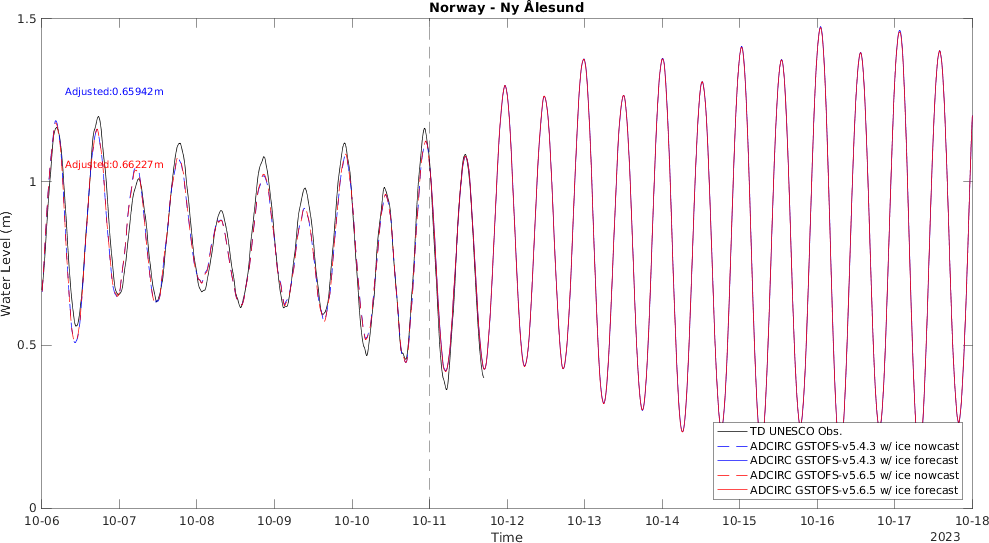 Norway - Ny Ålesund
1.5
Adjusted:0.65942m
Adjusted:0.66227m
1
Water Level (m)
0.5
TD UNESCO Obs.
ADCIRC GSTOFS-v5.4.3 w/ ice nowcast
ADCIRC GSTOFS-v5.4.3 w/ ice forecast
ADCIRC GSTOFS-v5.6.5 w/ ice nowcast
ADCIRC GSTOFS-v5.6.5 w/ ice forecast
0
10-06 10-07 10-08 10-09 10-10 10-11 10-12 10-13 10-14 10-15 10-16 10-17 10-18
Time
2023